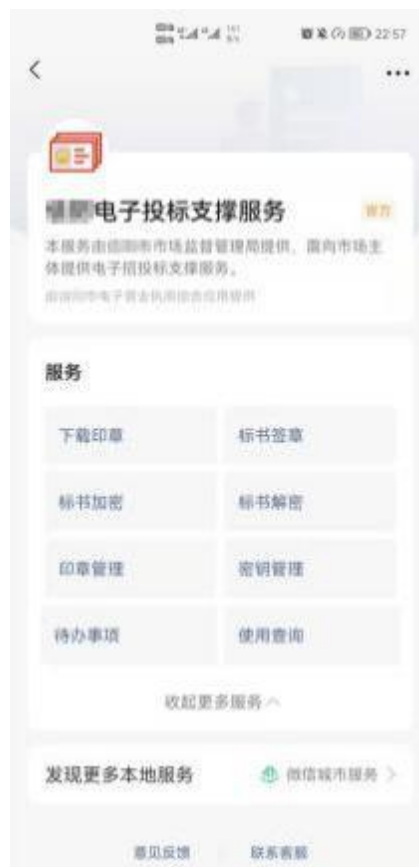 22:57
电子投标支撑服务
官方
本服务由信阳市市场监督管理局提供，面向市场主
体提供电子招投标支撑服务。
服务
下载印章
标书签章
标书加密
标书解密
印章管理
密钥管理
待办事项
使用查询
收起更多服务
发现更多本地服务
微信城市服务
意见反馈
联系客服